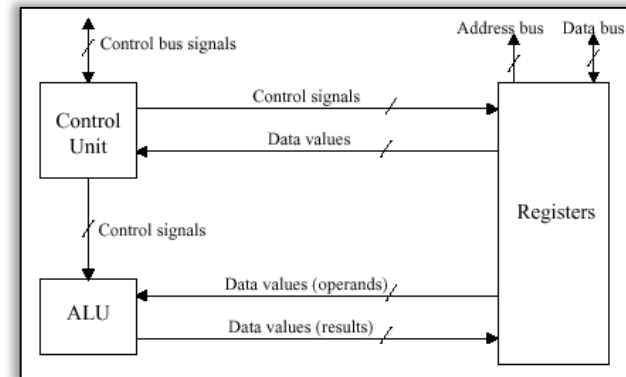 Address bus
Data bus
Control bus signals
Control signals
Control
Unit
Data values
Registers
Control signals
Data values (operands)
ALU
Data values (results)